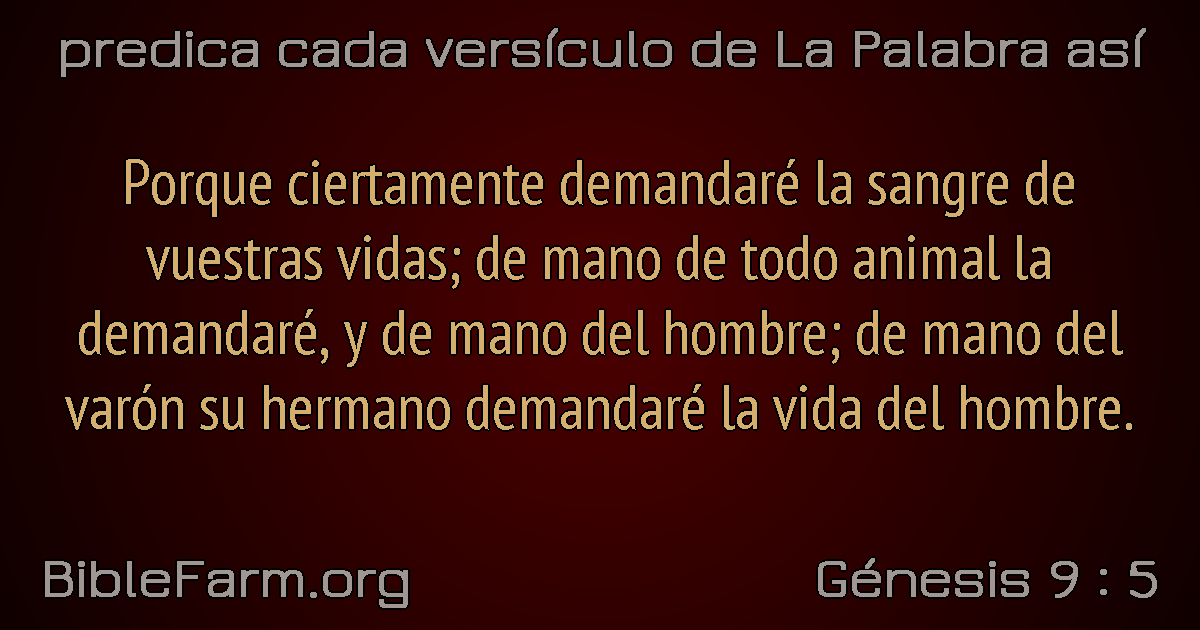 predica cada versículo de La Palabra así
Porque ciertamente demandaré la sangre de
vuestras vidas; de mano de todo animal la
demandaré, y de mano del hombre; de mano del
varón su hermano demandaré la vida del hombre.
BibleFarm.org
Génesis 9 : 5